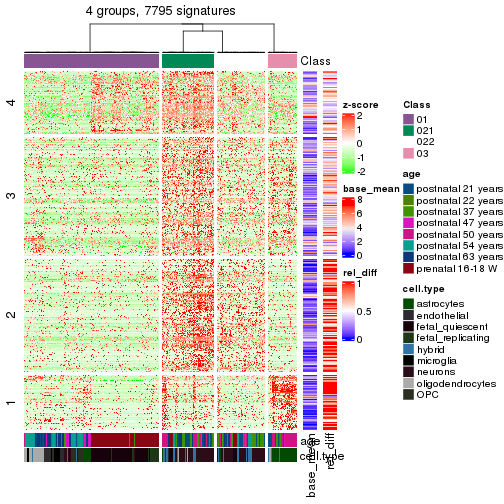 4 groups, 7795 signatures
Class
4
3
2
1
age
cell.type
base_mean
rel_diff
z-score
2
1
0
-1
-2
base_mean
8
6
4
2
0
rel_diff
1
0.5
0
Class
01
021
022
03
age
postnatal 21 years
postnatal 22 years
postnatal 37 years
postnatal 47 years
postnatal 50 years
postnatal 54 years
postnatal 63 years
prenatal 16-18 W
cell.type
astrocytes
endothelial
fetal_quiescent
fetal_replicating
hybrid
microglia
neurons
oligodendrocytes
OPC